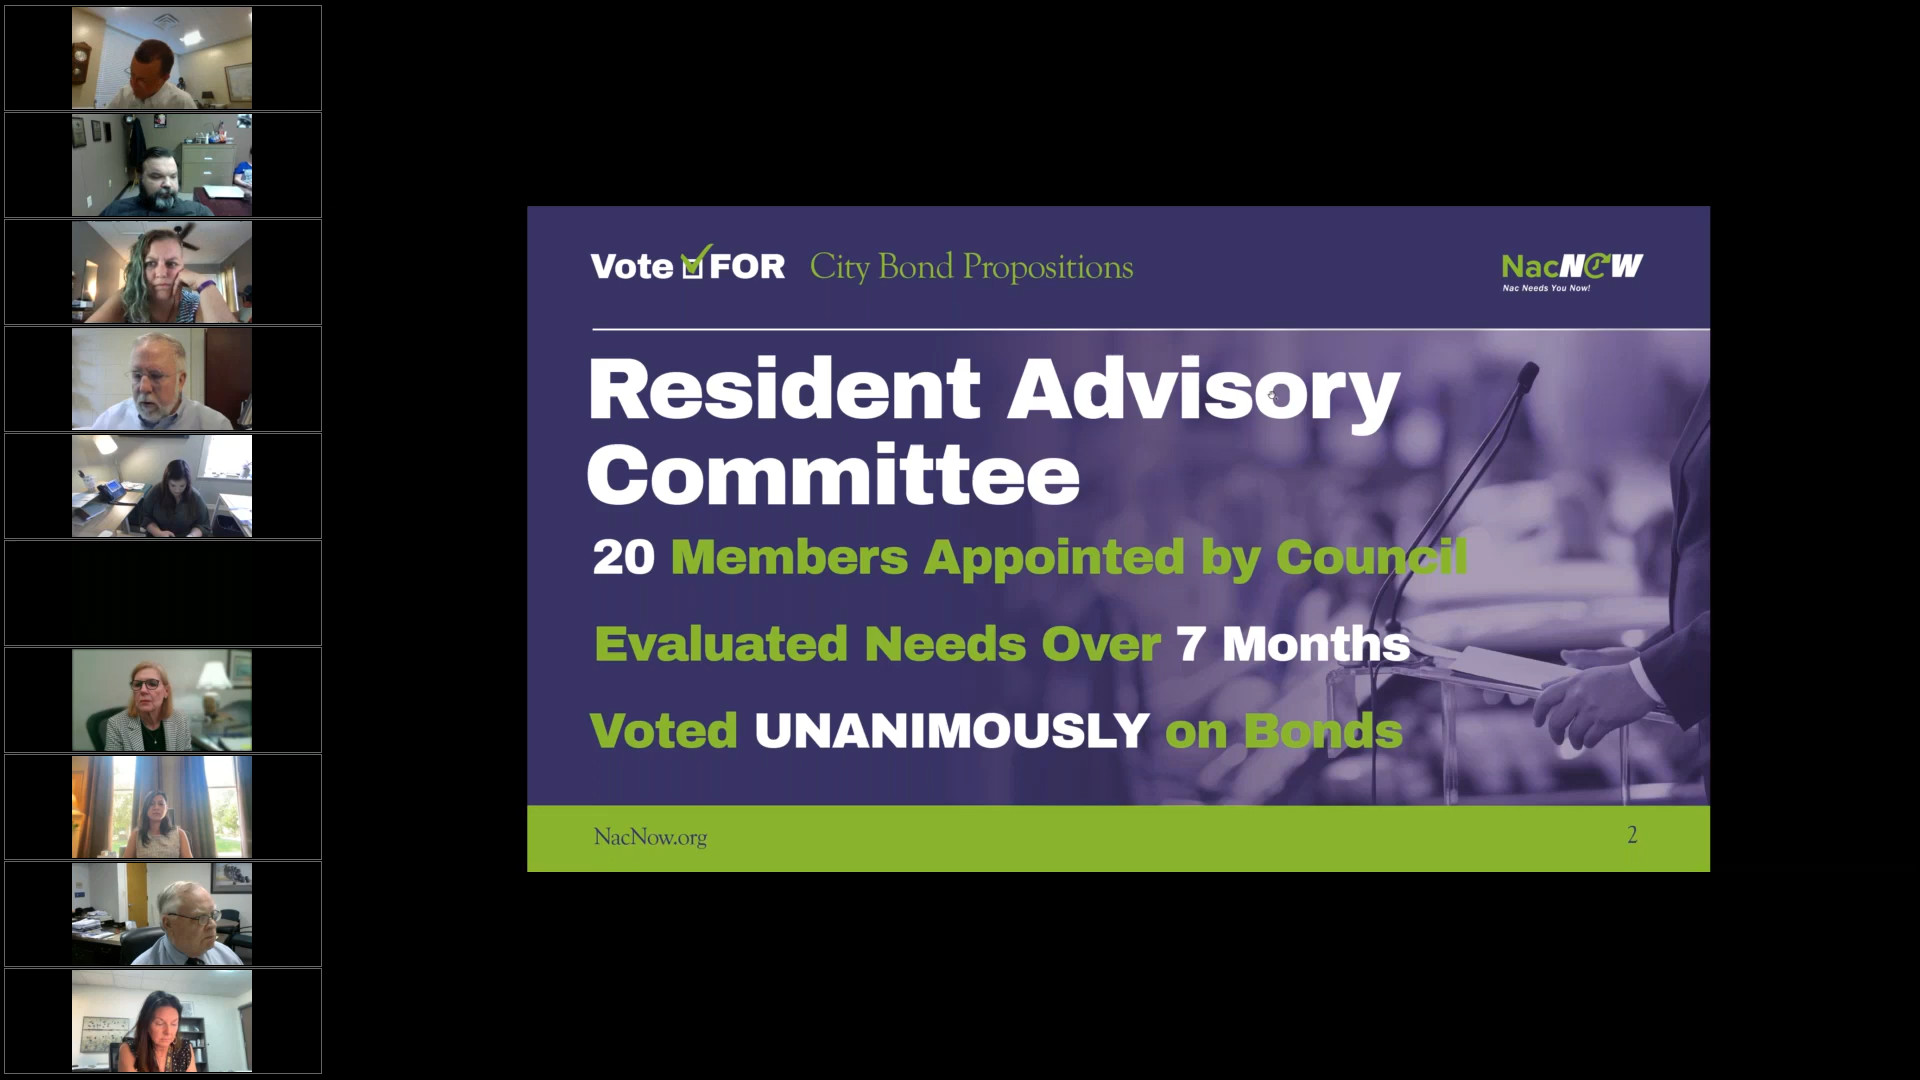 Vote FOR City Bond Propositions
NacNOW
Nac Needs You Now!
Resident Advisory
Committee
20 Members Appointed by Council
Evaluated Needs Over 7 Months
Voted UNANIMOUSLY on Bonds
NacNow.org
2